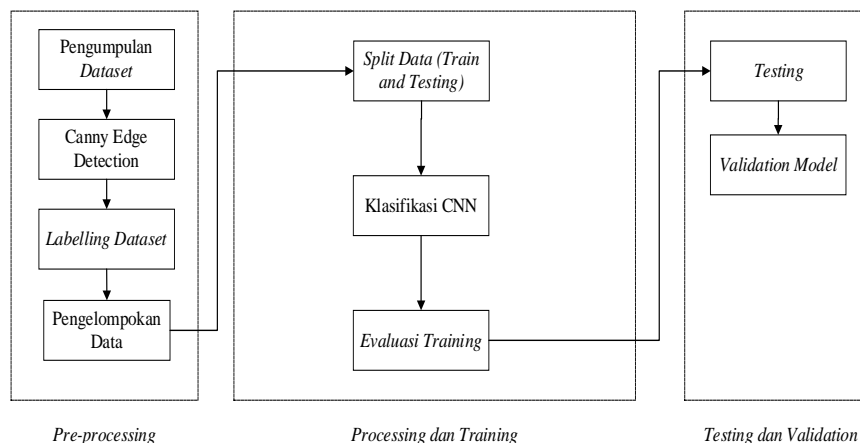 Pengumpulan
Dataset
Canny Edge
Detection
Labelling Dataset
Pengelompokan
Data
Pre-processing
Split Data (Train
and Testing)
Klasifikasi CNN
Evaluasi Training
Processing dan Training
Testing
Validation Model
Testing dan Validation